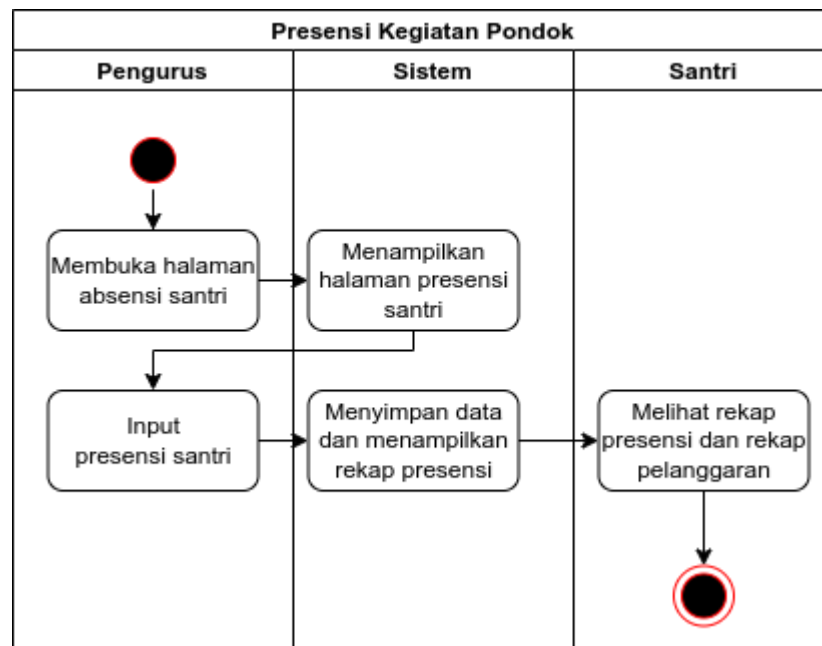 Presensi Kegiatan Pondok
Pengurus
Sistem
Santri
Membuka halaman
absensi santri
Menampilkan
halaman presensi
santri
Input
presensi santri
Menyimpan data
dan menampilkan
rekap presensi
Melihat rekap
presensi dan rekap
pelanggaran